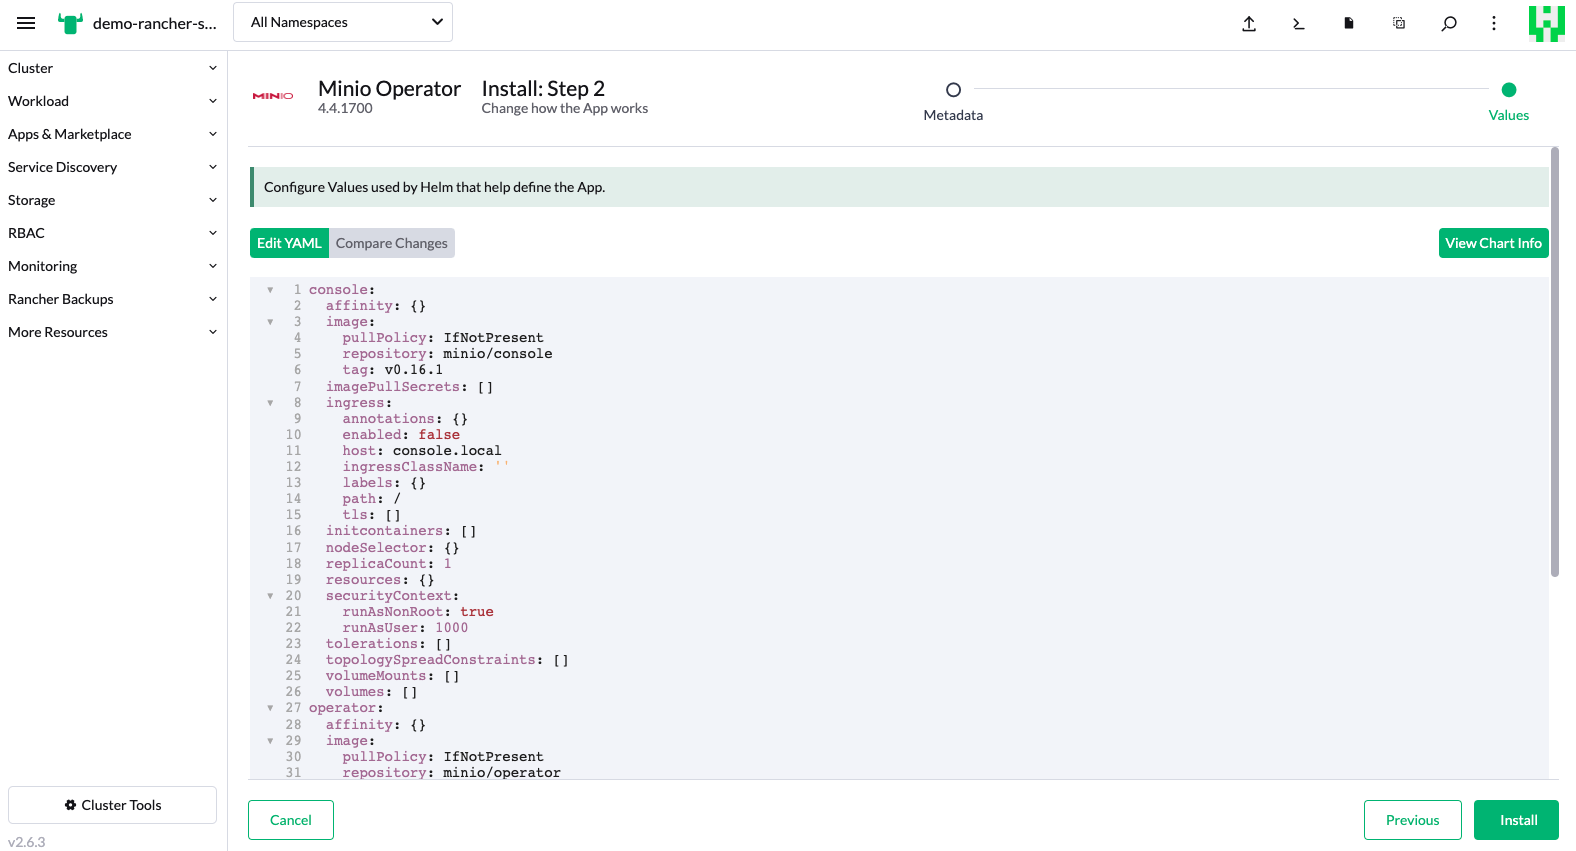 demo-rancher-s...
All Namespaces
Cluster
Workload
Apps & Marketplace
Service Discovery
Storage
RBAC
Monitoring
Rancher Backups
More Resources
Cluster Tools
v2.6.3
MINIO
Minio Operator
4.4.1700
Install: Step 2
Change how the App works
Metadata
Values
Configure Values used by Helm that help define the App.
Edit YAML
Compare Changes
View Chart Info
1 console:
2   affinity: {}
3   image:
4     pullPolicy: IfNotPresent
5     repository: minio/console
6     tag: v0.16.1
7   imagePullSecrets: []
8   ingress:
9     annotations: {}
10     enabled: false
11     host: console.local
12     ingressClassName: ''
13     labels: {}
14     path: /
15     tls: []
16   initcontainers: []
17   nodeSelector: {}
18   replicaCount: 1
19   resources: {}
20   securityContext:
21     runAsNonRoot: true
22     runAsUser: 1000
23   tolerations: []
24   topologySpreadConstraints: []
25   volumeMounts: []
26   volumes: []
27 operator:
28   affinity: {}
29   image:
30     pullPolicy: IfNotPresent
31     repository: minio/operator
Cancel
Previous
Install